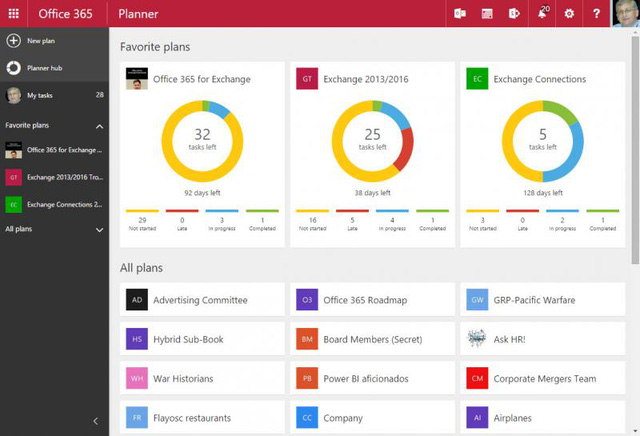 Office 365 Planner 20 ?
New plan
Planner hub
My tasks 28
Favorite plans
Office 365 for Exchange ...
GT Exchange 2013/2016 Tro...
EC Exchange Connections 2...
All plans
Favorite plans
Office 365 for Exchange
32
tasks left
92 days left
29 0 3 1
Not started Late In progress Completed
GT Exchange 2013/2016
25
tasks left
38 days left
16 5 4 1
Not started Late In progress Completed
EC Exchange Connections
5
tasks left
128 days left
3 0 2 1
Not started Late In progress Completed
All plans
AD Advertising Committee
O3 Office 365 Roadmap
GW GRP-Pacific Warfare
HS Hybrid Sub-Book
BM Board Members (Secret)
Ask HR!
WH War Historians
PB Power BI aficionados
CM Corporate Mergers Team
FR Flayosc restaurants
CC Company
AI Airplanes